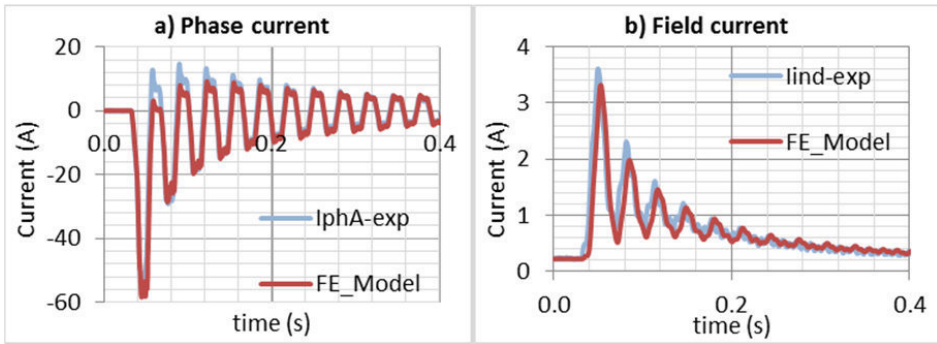 a) Phase current
20
0
-20
-40
-60
0.0
0.2
0.4
Current (A)
time (s)
IphA-exp
FE_Model
b) Field current
4
3
2
1
0
0.0
0.2
0.4
Current (A)
time (s)
Iind-exp
FE_Model